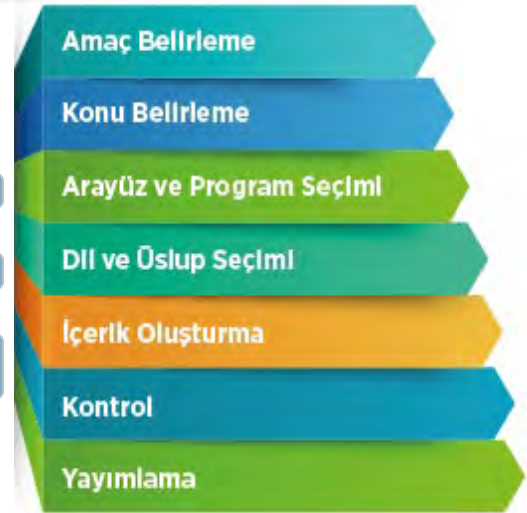 Amaç Belirleme
Konu Belirleme
Arayüz ve Program Seçimi
Dil ve Üslup Seçimi
İçerik Oluşturma
Kontrol
Yayımlama